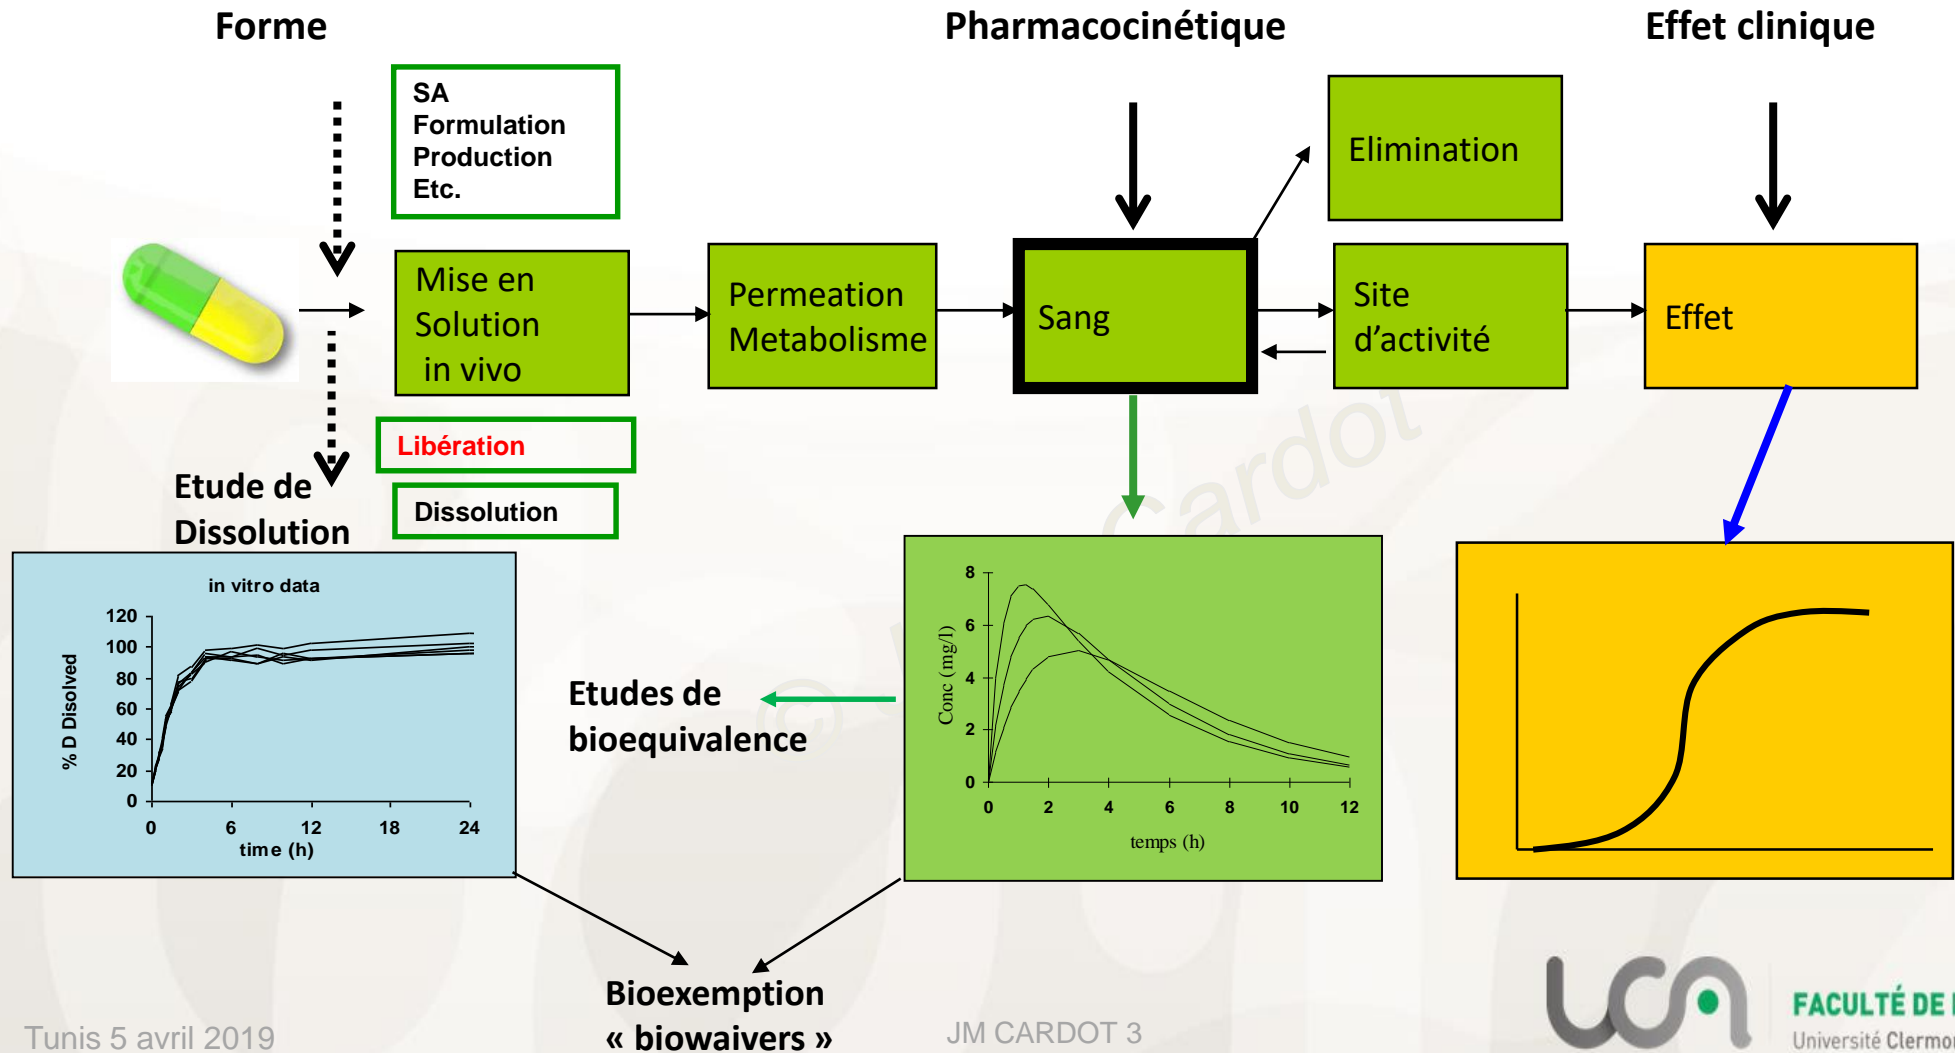 Forme
Pharmacocinétique
Effet clinique
SA
Formulation
Production
Etc.
Elimination
Mise en
Solution
in vivo
Permeation
Metabolisme
Sang
Site
d'activité
Effet
Libération
Dissolution
Etude de
Dissolution
in vitro data
% D Disolved
120
100
80
60
40
20
0
0 6 12 18 24
time (h)
Etudes de
bioequivalence
Conc (mg/l)
8
6
4
2
0
0 2 4 6 8 10 12
temps (h)
Cardot
©
Bioexemption
« biowaivers »
Tunis 5 avril 2019
JM CARDOT 3
uca
FACULTÉ DE
Université